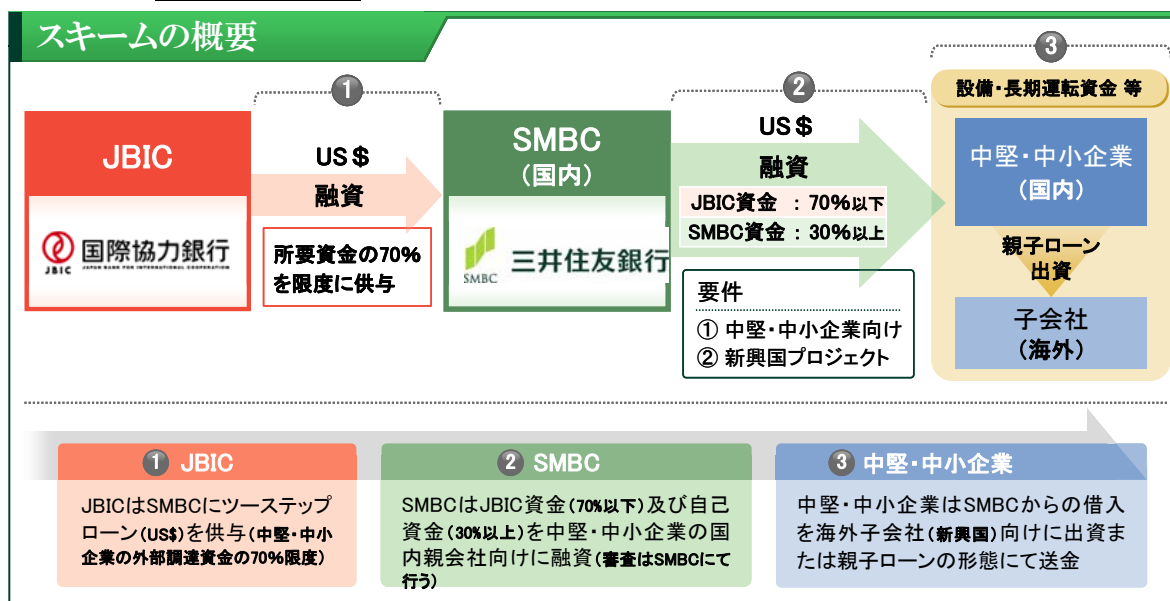 スキームの概要
①
②
③
JBIC
JBIC
国際協力銀行
JAPAN BANK FOR INTERNATIONAL COOPERATION
US$
融資
所要資金の70%
を限度に供与
SMBC
(国内)
SMBC
三井住友銀行
US$
融資
JBIC資金 : 70%以下
SMBC資金 : 30%以上
要件
① 中堅・中小企業向け
② 新興国プロジェクト
設備・長期運転資金 等
中堅・中小企業
(国内)
親子ローン
出資
子会社
(海外)
① JBIC
JBICはSMBCにツーステップ
ローン(US$)を供与(中堅・中小
企業の外部調達資金の70%限度)
② SMBC
SMBCはJBIC資金(70%以下)及び自己
資金(30%以上)を中堅・中小企業の国
内親会社向けに融資(審査はSMBCにて
行う)
③ 中堅・中小企業
中堅・中小企業はSMBCからの借入
を海外子会社(新興国)向けに出資ま
たは親子ローンの形態にて送金